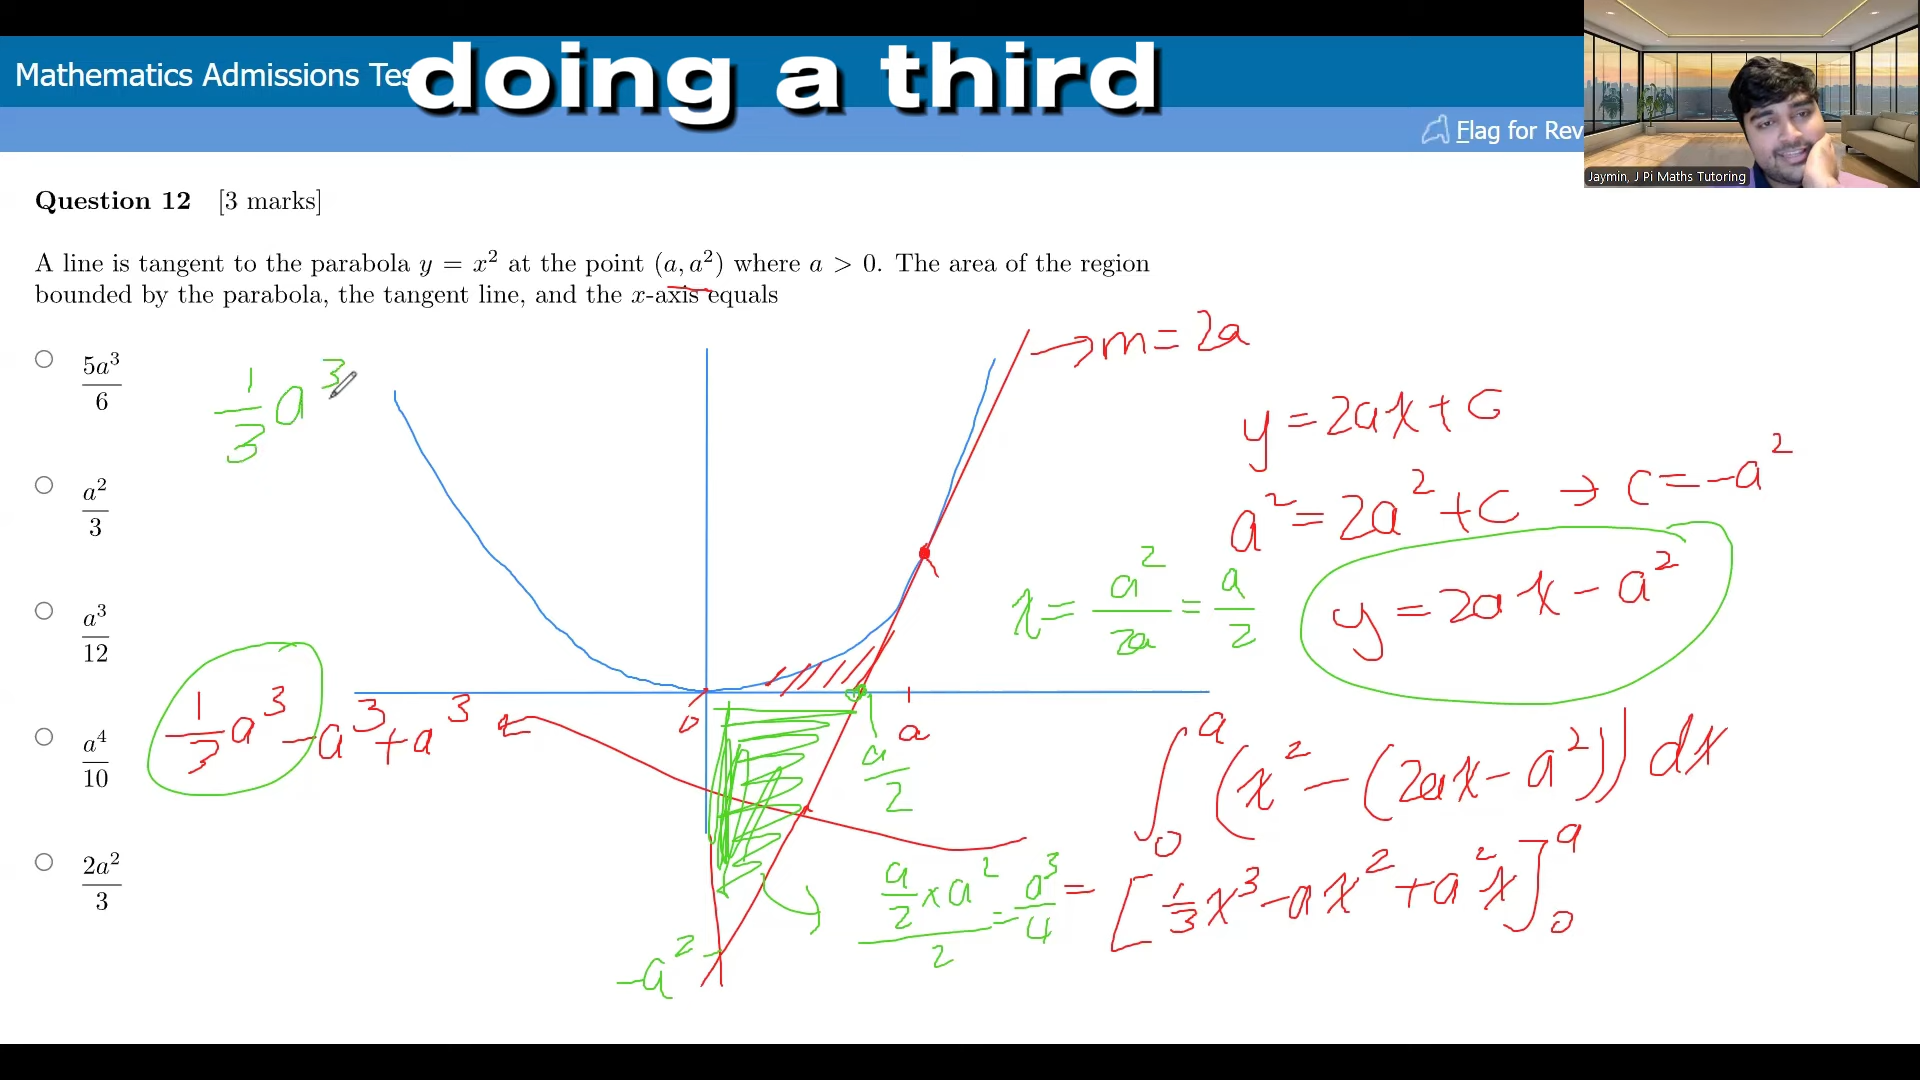 Mathematics Admissions Tes
doing a third
Flag for Rev
Jaymin, J Pi Maths Tutoring
Question 12 [3 marks]
A line is tangent to the parabola y = x² at the point (a, a²) where a > 0. The area of the region
bounded by the parabola, the tangent line, and the x-axis equals
5a³/6
a²/3
a³/12
a⁴/10
2a²/3
1/3 a³
→ m = 2a
y = 2ax + c
a² = 2a² + c → c = -a²
x = a²/2a = a/2
y = 2ax - a²
1/3 a³ - a³ + a³
0
a/2
a
∫₀ᵃ (x² - (2ax - a²)) dx
(a/2 × a²)/2 = a³/4
= [1/3 x³ - ax² + a²x]₀ᵃ
-a²